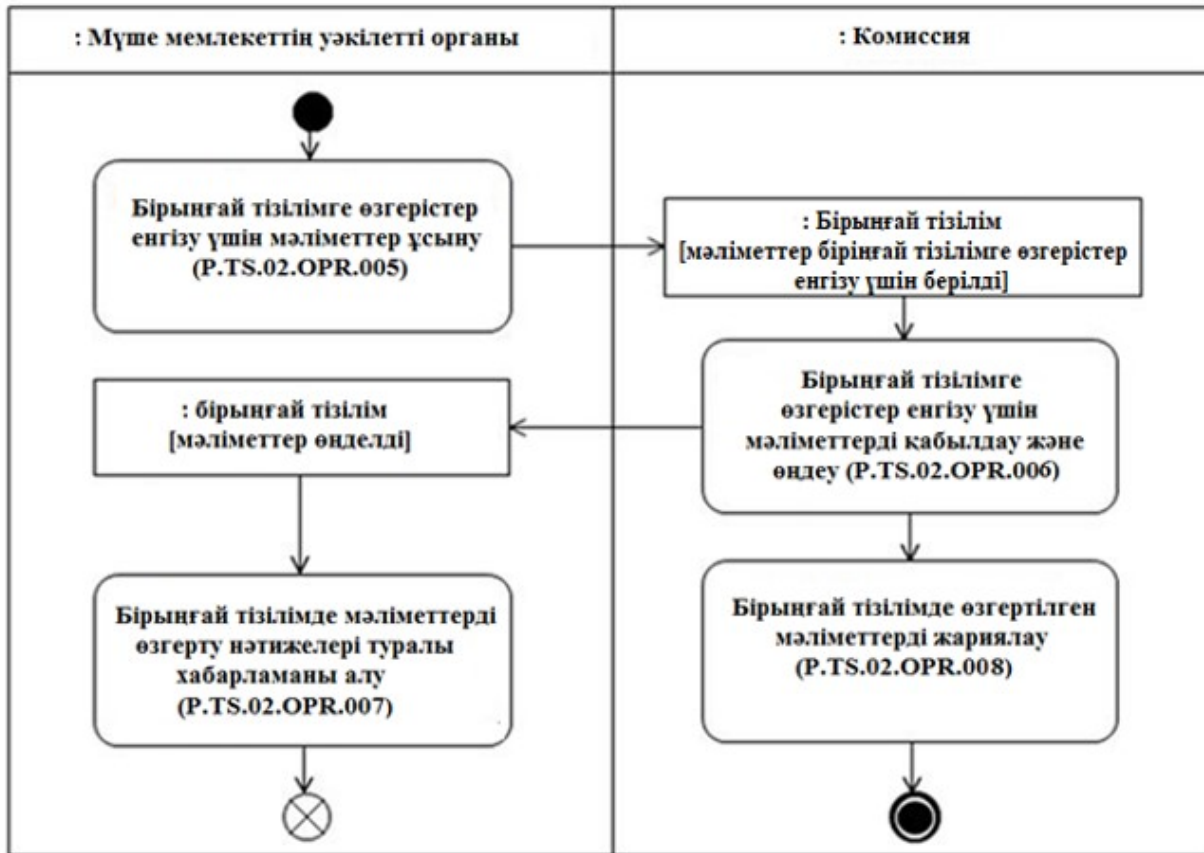 : Мүше мемлекеттің уәкілетті органы
: Комиссия
Бірыңғай тізілімге өзгерістер
енгізу үшін мәліметтер ұсыну
(P.TS.02.OPR.005)
: Бірыңғай тізілім
[мәліметтер біріңғай тізілімге өзгерістер
енгізу үшін берілді]
: бірыңғай тізілім
[мәліметтер өңделді]
Бірыңғай тізілімге
өзгерістер енгізу үшін
мәліметтерді қабылдау және
өңдеу (P.TS.02.OPR.006)
Бірыңғай тізілімде мәліметтерді
өзгерту нәтижелері туралы
хабарламаны алу
(P.TS.02.OPR.007)
Бірыңғай тізілімде өзгертілген
мәліметтерді жариялау
(P.TS.02.OPR.008)